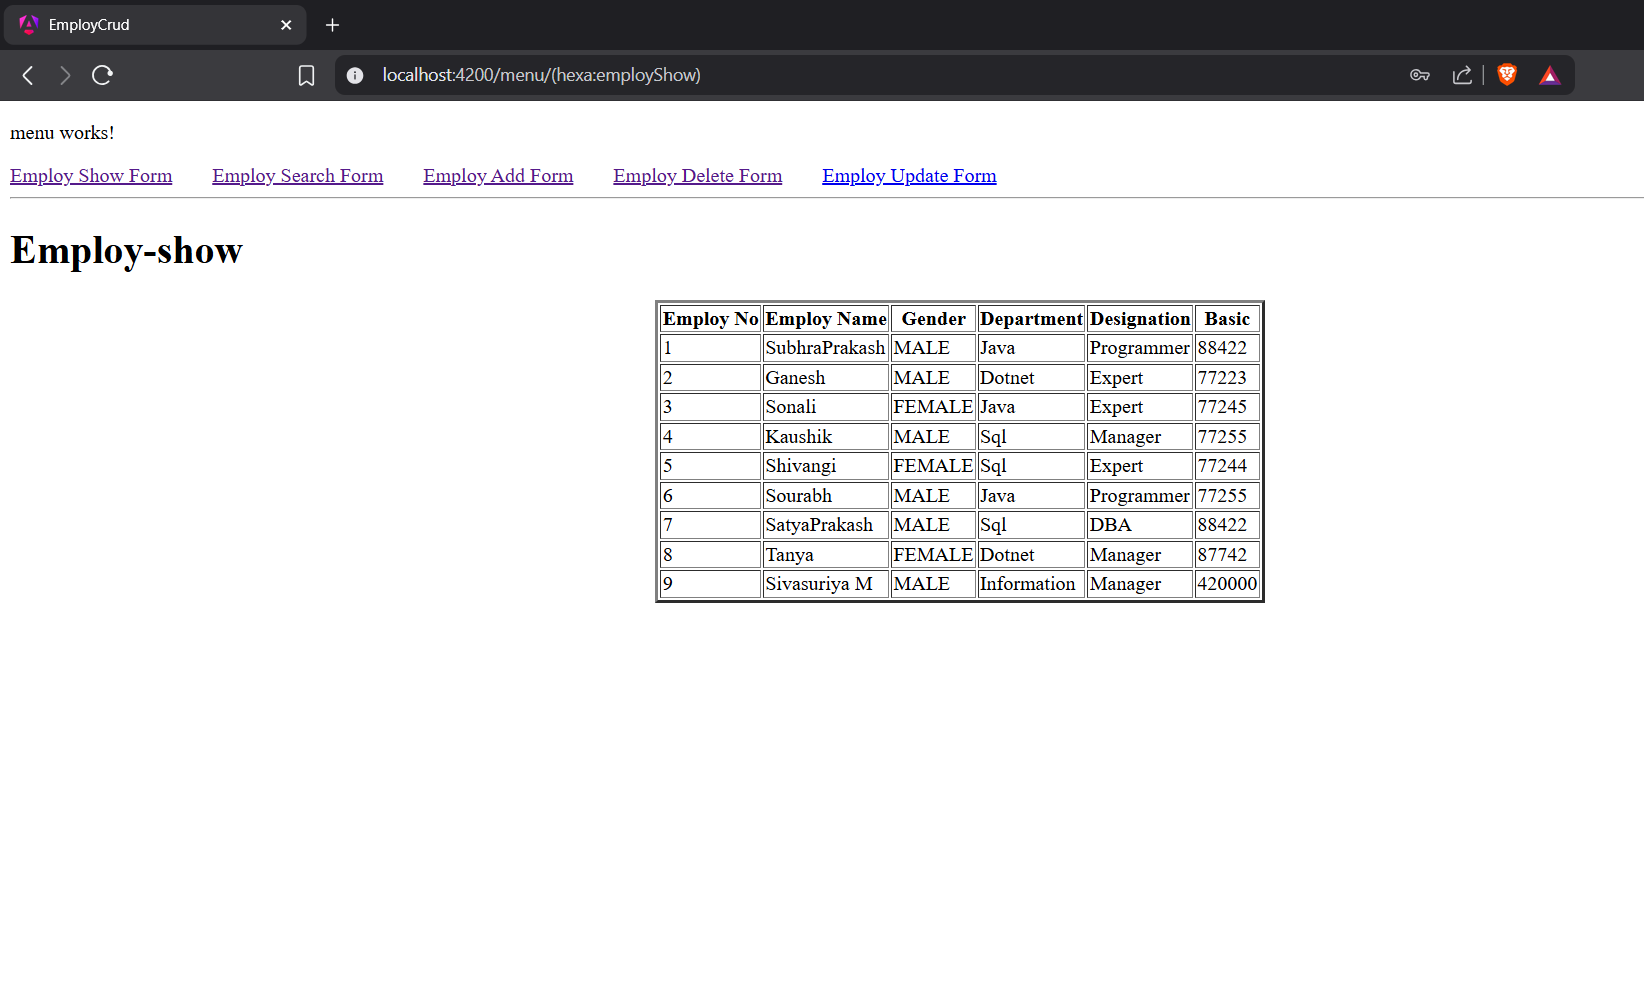 EmployCrud
localhost:4200/menu/(hexa:employShow)
menu works!
Employ Show Form Employ Search Form Employ Add Form Employ Delete Form Employ Update Form
Employ-show
Employ No Employ Name Gender Department Designation Basic
1 SubhraPrakash MALE Java Programmer 88422
2 Ganesh MALE Dotnet Expert 77223
3 Sonali FEMALE Java Expert 77245
4 Kaushik MALE Sql Manager 77255
5 Shivangi FEMALE Sql Expert 77244
6 Sourabh MALE Java Programmer 77255
7 SatyaPrakash MALE Sql DBA 88422
8 Tanya FEMALE Dotnet Manager 87742
9 Sivasuriya M MALE Information Manager 420000